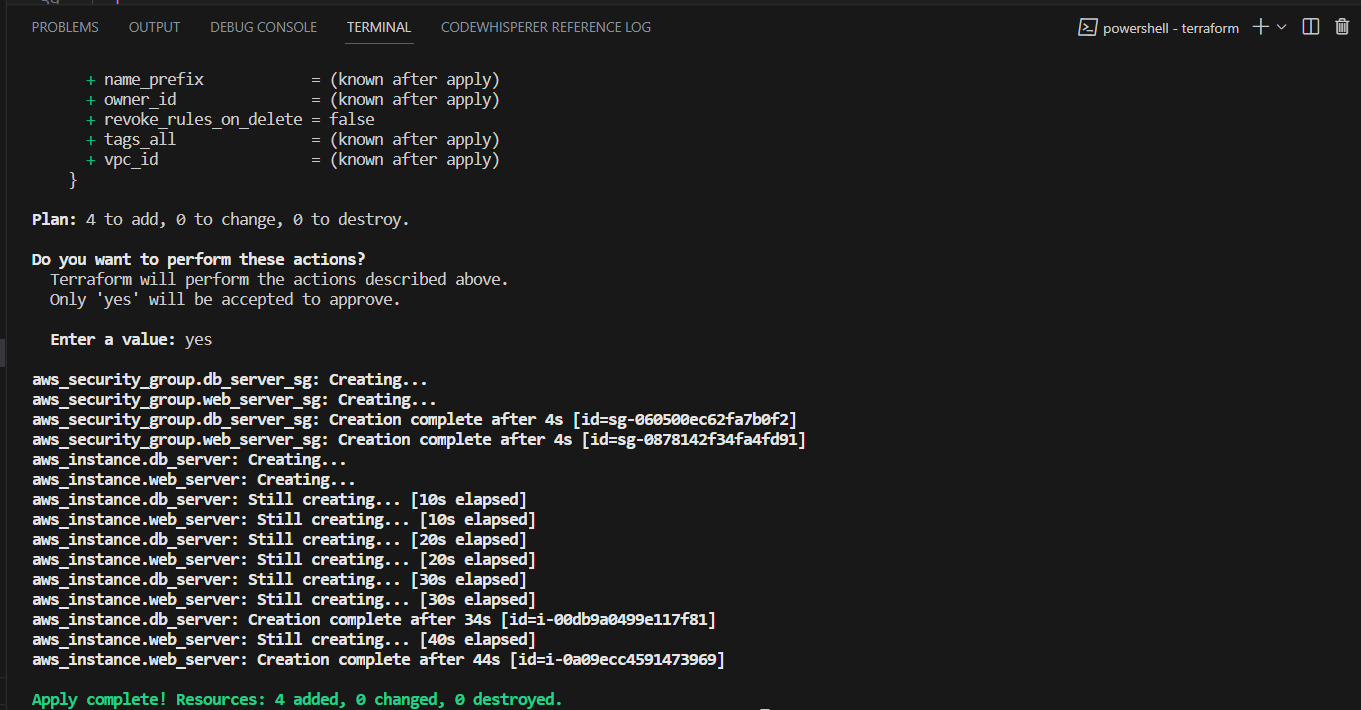 PROBLEMS OUTPUT DEBUG CONSOLE TERMINAL CODEWHISPERER REFERENCE LOG powershell - terraform
+ name_prefix = (known after apply)
+ owner_id = (known after apply)
+ revoke_rules_on_delete = false
+ tags_all = (known after apply)
+ vpc_id = (known after apply)
}
Plan: 4 to add, 0 to change, 0 to destroy.
Do you want to perform these actions?
Terraform will perform the actions described above.
Only 'yes' will be accepted to approve.
Enter a value: yes
aws_security_group.db_server_sg: Creating...
aws_security_group.web_server_sg: Creating...
aws_security_group.db_server_sg: Creation complete after 4s [id=sg-060500ec62fa7b0f2]
aws_security_group.web_server_sg: Creation complete after 4s [id=sg-0878142f34fa4fd91]
aws_instance.db_server: Creating...
aws_instance.web_server: Creating...
aws_instance.db_server: Still creating... [10s elapsed]
aws_instance.web_server: Still creating... [10s elapsed]
aws_instance.db_server: Still creating... [20s elapsed]
aws_instance.web_server: Still creating... [20s elapsed]
aws_instance.db_server: Still creating... [30s elapsed]
aws_instance.web_server: Still creating... [30s elapsed]
aws_instance.db_server: Creation complete after 34s [id=i-00db9a0499e117f81]
aws_instance.web_server: Still creating... [40s elapsed]
aws_instance.web_server: Creation complete after 44s [id=i-0a09ecc4591473969]
Apply complete! Resources: 4 added, 0 changed, 0 destroyed.